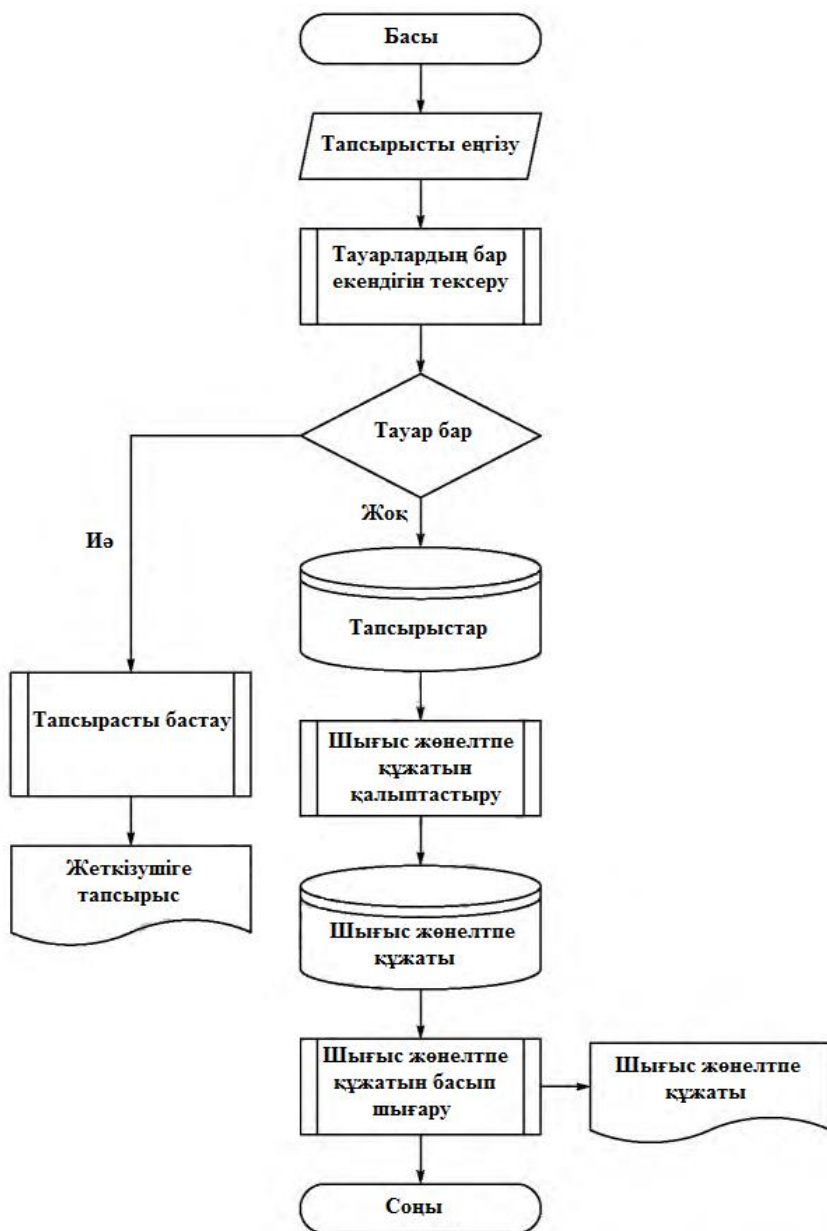 Басы
Тапсырысты еңгізу
Тауарлардың бар
екендігін тексеру
Тауар бар
Жоқ
Иә
Тапсырыстар
Тапсырасты бастау
Шығыс жөнелтпе
құжатын
қалыптастыру
Жеткізушіге
тапсырыс
Шығыс жөнелтпе
құжаты
Шығыс жөнелтпе
құжатын басып
шығару
Шығыс жөнелтпе
құжаты
Соңы